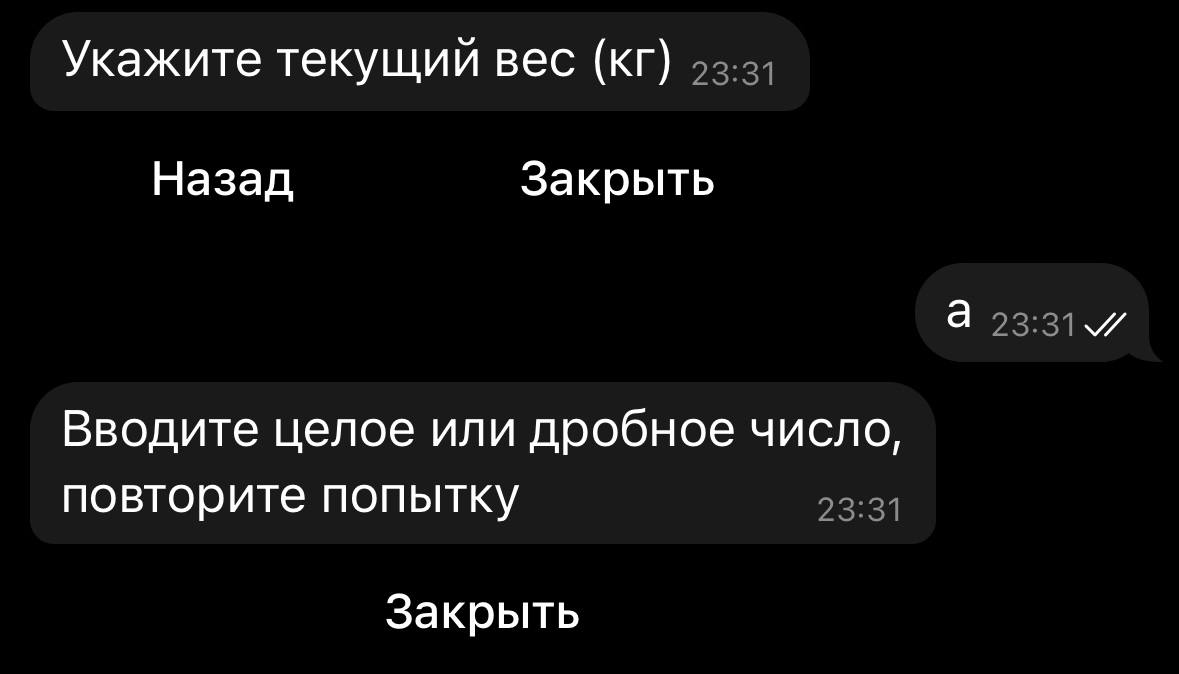 Укажите текущий вес (кг) 23:31
Назад Закрыть
а 23:31
Вводите целое или дробное число,
повторите попытку 23:31
Закрыть